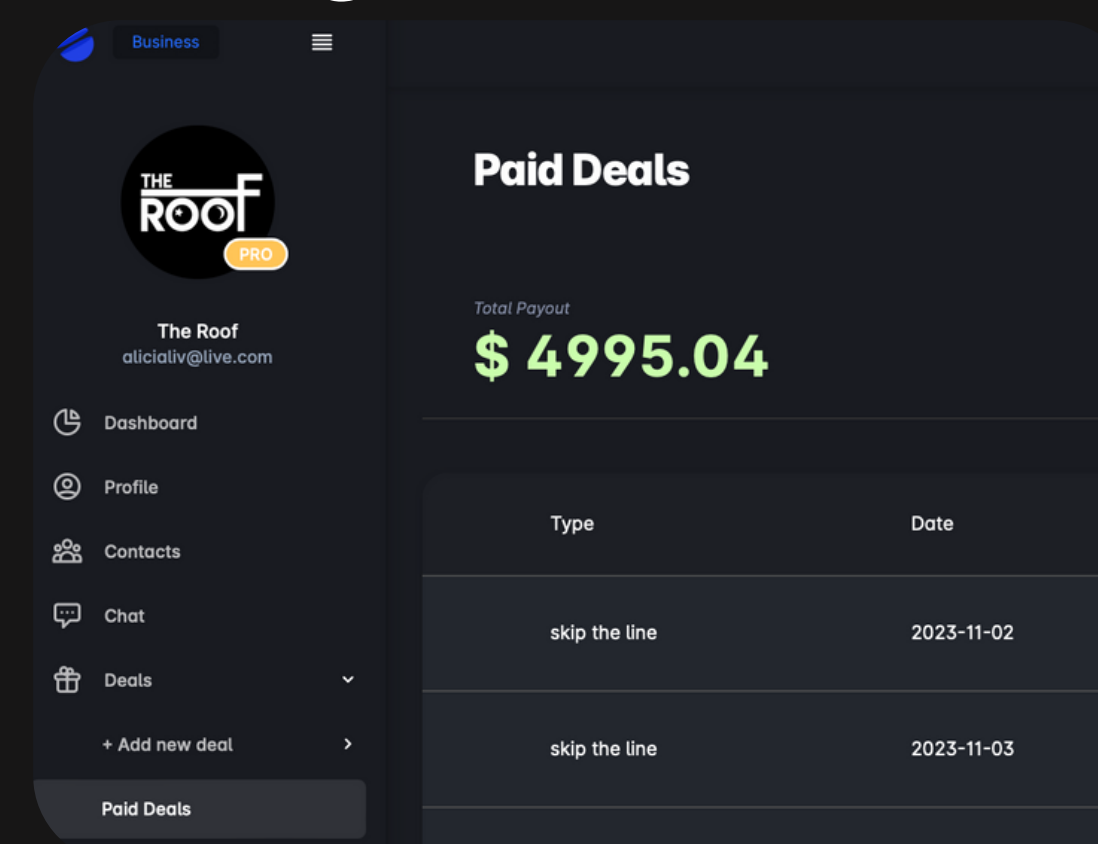 Business
THE
ROOF
PRO
The Roof
alicialiv@live.com
Dashboard
Profile
Contacts
Chat
Deals
+ Add new deal
Paid Deals
Paid Deals
Total Payout
$ 4995.04
Type Date
skip the line 2023-11-02
skip the line 2023-11-03